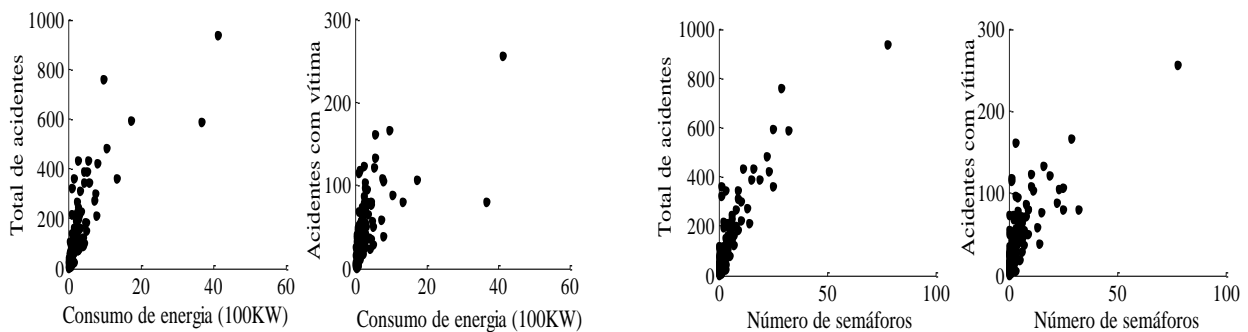 Total de acidentes
1000
800
600
400
200
0
0 20 40 60
Consumo de energia (100KW)
Acidentes com vítima
300
200
100
0
0 20 40 60
Consumo de energia (100KW)
Total de acidentes
1000
800
600
400
200
0
0 50 100
Número de semáforos
Acidentes com vítima
300
200
100
0
0 50 100
Número de semáforos